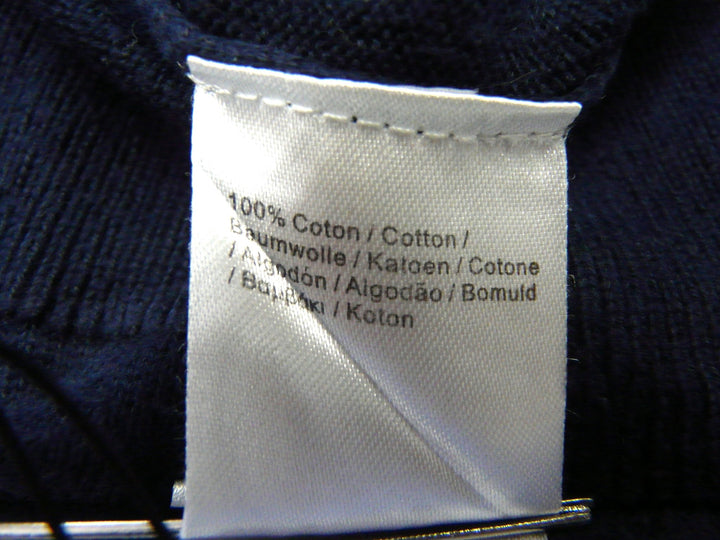 100% Coton / Cotton /
Baumwolle / Katoen / Cotone
/ Algodón / Algodão / Bomuld
/ Βαμβάκι / Koton